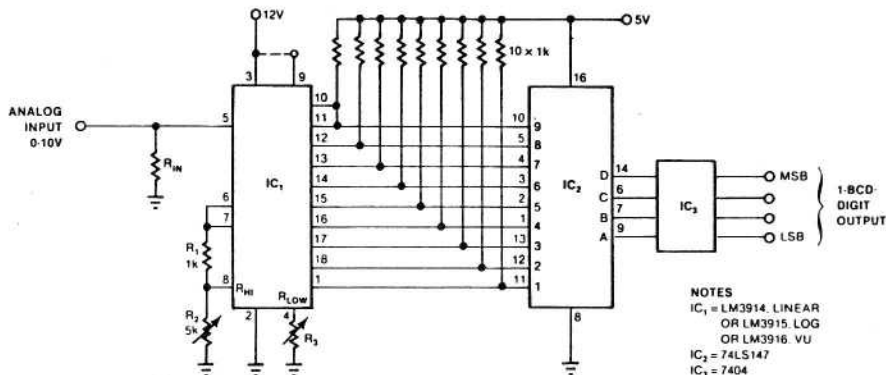 12V
5V
10 × 1k
3
9
16
10
ANALOG
INPUT
0-10V
5
11
10
9
12
5
8
RIN
13
4
7
D
14
MSB
IC1
14
3
6
IC2
C
6
IC3
1-BCD-
DIGIT
OUTPUT
6
15
2
5
B
7
7
16
1
4
A
9
LSB
R1
1k
17
13
3
18
12
2
8
RHI
RLOW
1
11
1
R2
5k
2
4
R3
8
NOTES
IC1 = LM3914. LINEAR
OR LM3915. LOG
OR LM3916. VU
IC2 = 74LS147
IC3 = 7404